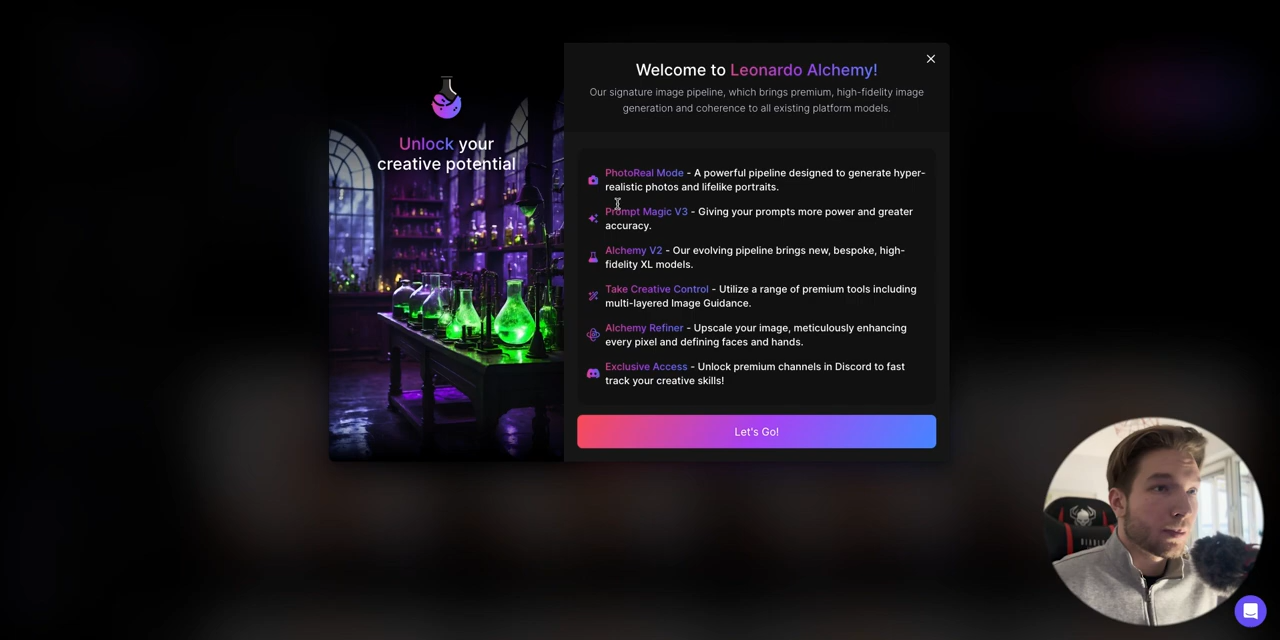 Unlock your
creative potential
Welcome to Leonardo Alchemy!
Our signature image pipeline, which brings premium, high-fidelity image
generation and coherence to all existing platform models.
PhotoReal Mode - A powerful pipeline designed to generate hyper-
realistic photos and lifelike portraits.
Prompt Magic V3 - Giving your prompts more power and greater
accuracy.
Alchemy V2 - Our evolving pipeline brings new, bespoke, high-
fidelity XL models.
Take Creative Control - Utilize a range of premium tools including
multi-layered Image Guidance.
Alchemy Refiner - Upscale your image, meticulously enhancing
every pixel and defining faces and hands.
Exclusive Access - Unlock premium channels in Discord to fast
track your creative skills!
Let's Go!